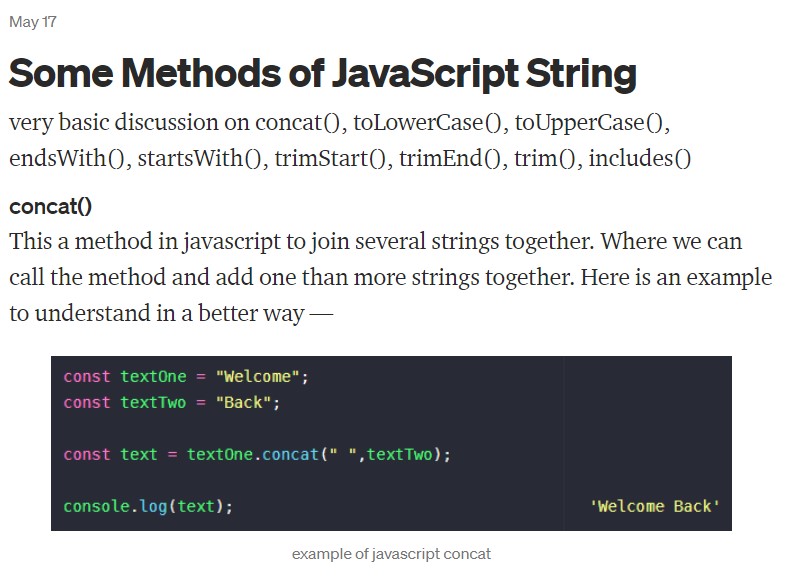 May 17
Some Methods of JavaScript String
very basic discussion on concat(), toLowerCase(), toUpperCase(),
endsWith(), startsWith(), trimStart(), trimEnd(), trim(), includes()
concat()
This a method in javascript to join several strings together. Where we can
call the method and add one than more strings together. Here is an example
to understand in a better way —
const textOne = "Welcome";
const textTwo = "Back";
const text = textOne.concat(" ",textTwo);
console.log(text); 'Welcome Back'
example of javascript concat